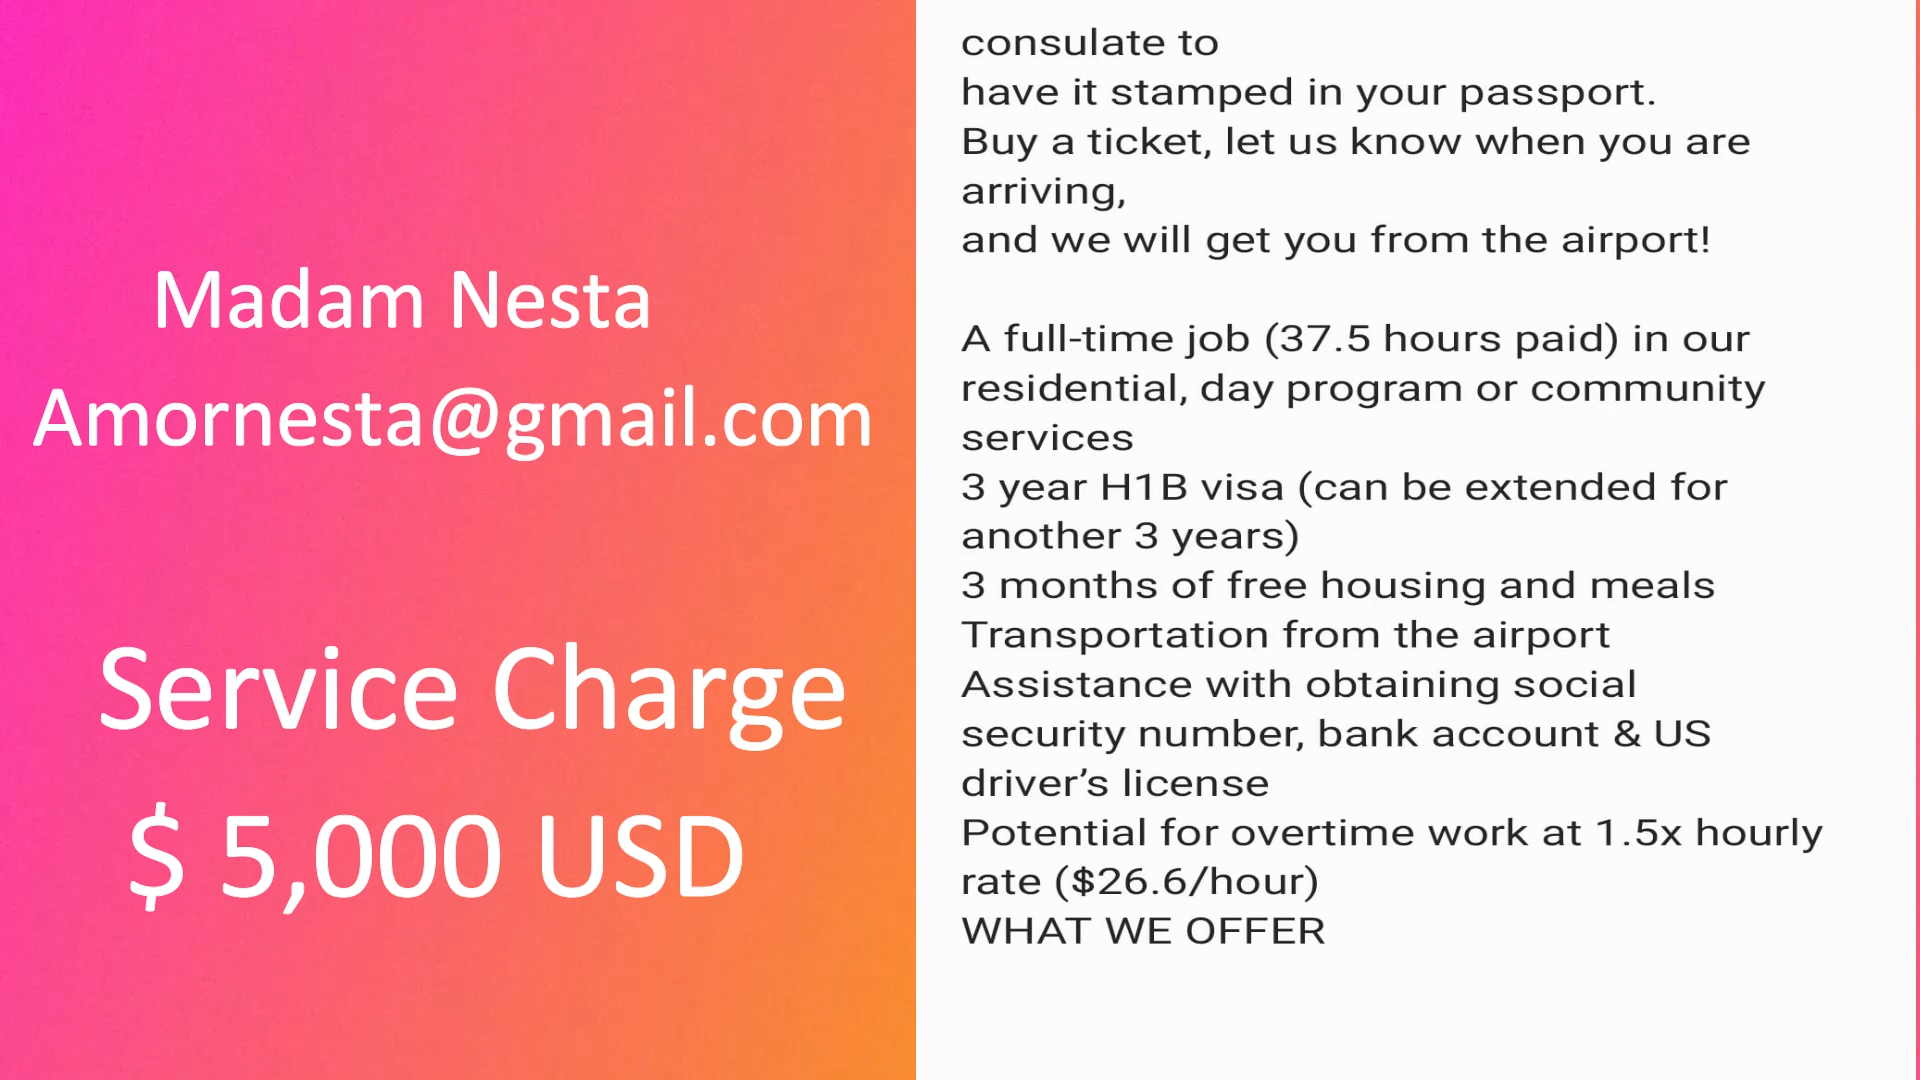 Madam Nesta
Amornesta@gmail.com
Service Charge
$ 5,000 USD
consulate to
have it stamped in your passport.
Buy a ticket, let us know when you are
arriving,
and we will get you from the airport!
A full-time job (37.5 hours paid) in our
residential, day program or community
services
3 year H1B visa (can be extended for
another 3 years)
3 months of free housing and meals
Transportation from the airport
Assistance with obtaining social
security number, bank account & US
driver’s license
Potential for overtime work at 1.5x hourly
rate ($26.6/hour)
WHAT WE OFFER